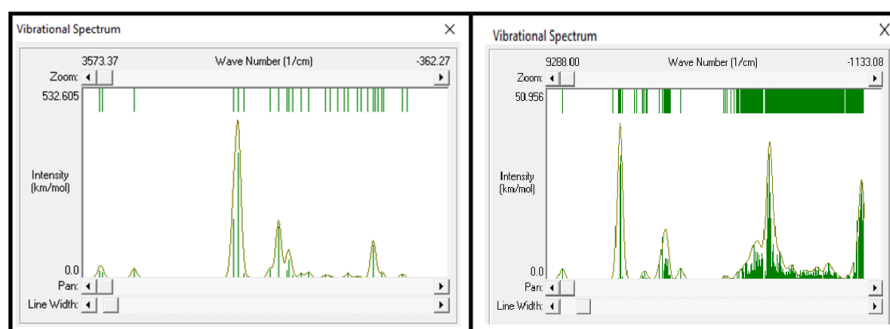 Vibrational Spectrum
3573.37 Wave Number (1/cm) -362.27
Zoom:
532.605
Intensity
(km/mol)
0.0
Pan:
Line Width:
Vibrational Spectrum
9288.00 Wave Number (1/cm) -1133.08
Zoom:
50.956
Intensity
(km/mol)
0.0
Pan:
Line Width: